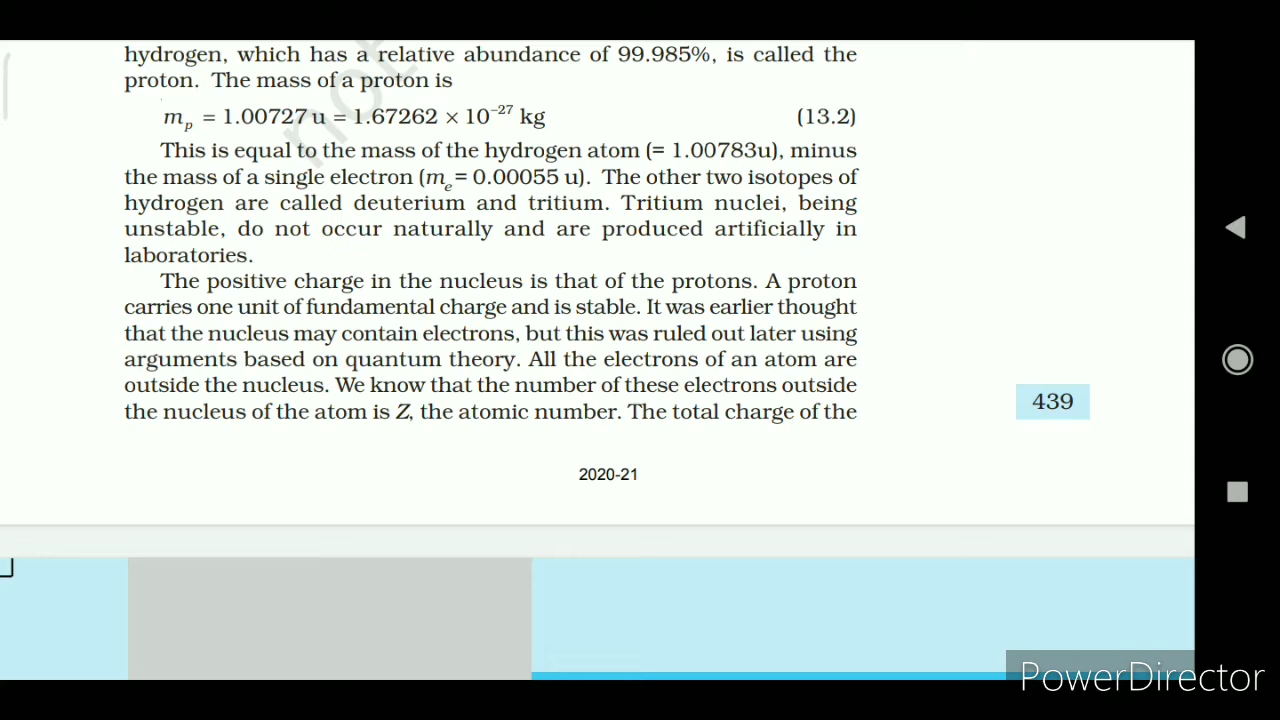 hydrogen, which has a relative abundance of 99.985%, is called the
proton. The mass of a proton is
mₚ = 1.00727 u = 1.67262 × 10⁻²⁷ kg (13.2)
This is equal to the mass of the hydrogen atom (= 1.00783u), minus
the mass of a single electron (mₑ = 0.00055 u). The other two isotopes of
hydrogen are called deuterium and tritium. Tritium nuclei, being
unstable, do not occur naturally and are produced artificially in
laboratories.
The positive charge in the nucleus is that of the protons. A proton
carries one unit of fundamental charge and is stable. It was earlier thought
that the nucleus may contain electrons, but this was ruled out later using
arguments based on quantum theory. All the electrons of an atom are
outside the nucleus. We know that the number of these electrons outside
the nucleus of the atom is Z, the atomic number. The total charge of the
439
2020-21
not
PowerDirector